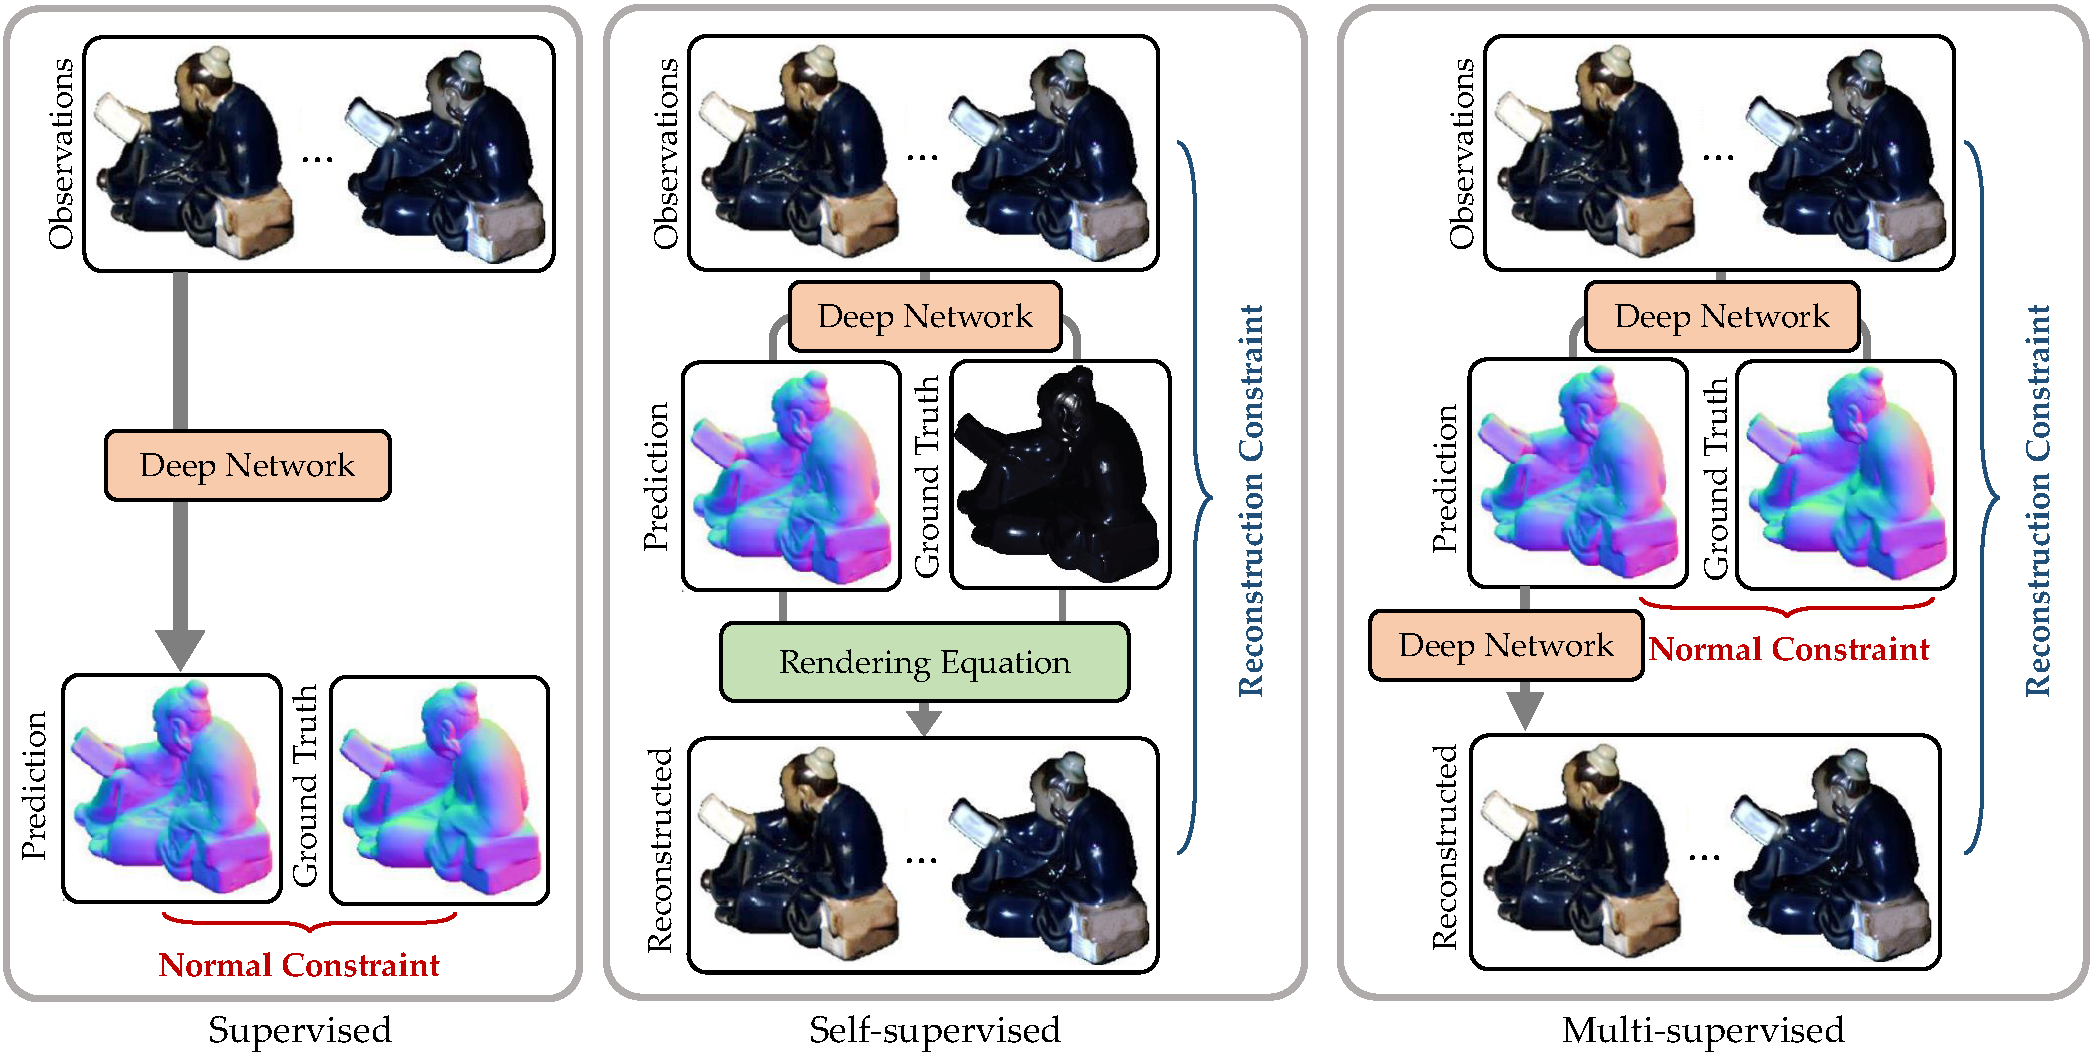 Observations
...
Deep Network
Prediction
Ground Truth
Normal Constraint
Supervised
Observations
...
Deep Network
Prediction
Ground Truth
Rendering Equation
Reconstructed
...
Reconstruction Constraint
Self-supervised
Observations
...
Deep Network
Prediction
Ground Truth
Deep Network
Normal Constraint
Reconstructed
...
Reconstruction Constraint
Multi-supervised